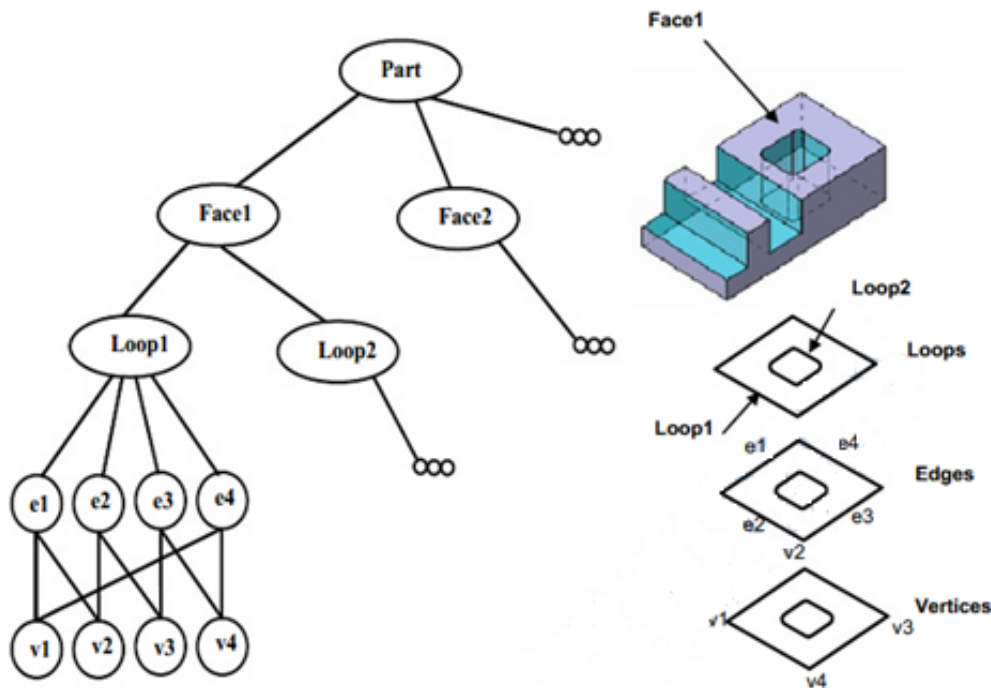 Face1
Part
Face1
Face2
Loop2
Loop1
Loop2
Loops
Loop1
e1
e4
Edges
e1
e2
e3
e4
e2
e3
v2
Vertices
v1
v3
v1
v2
v3
v4
v4